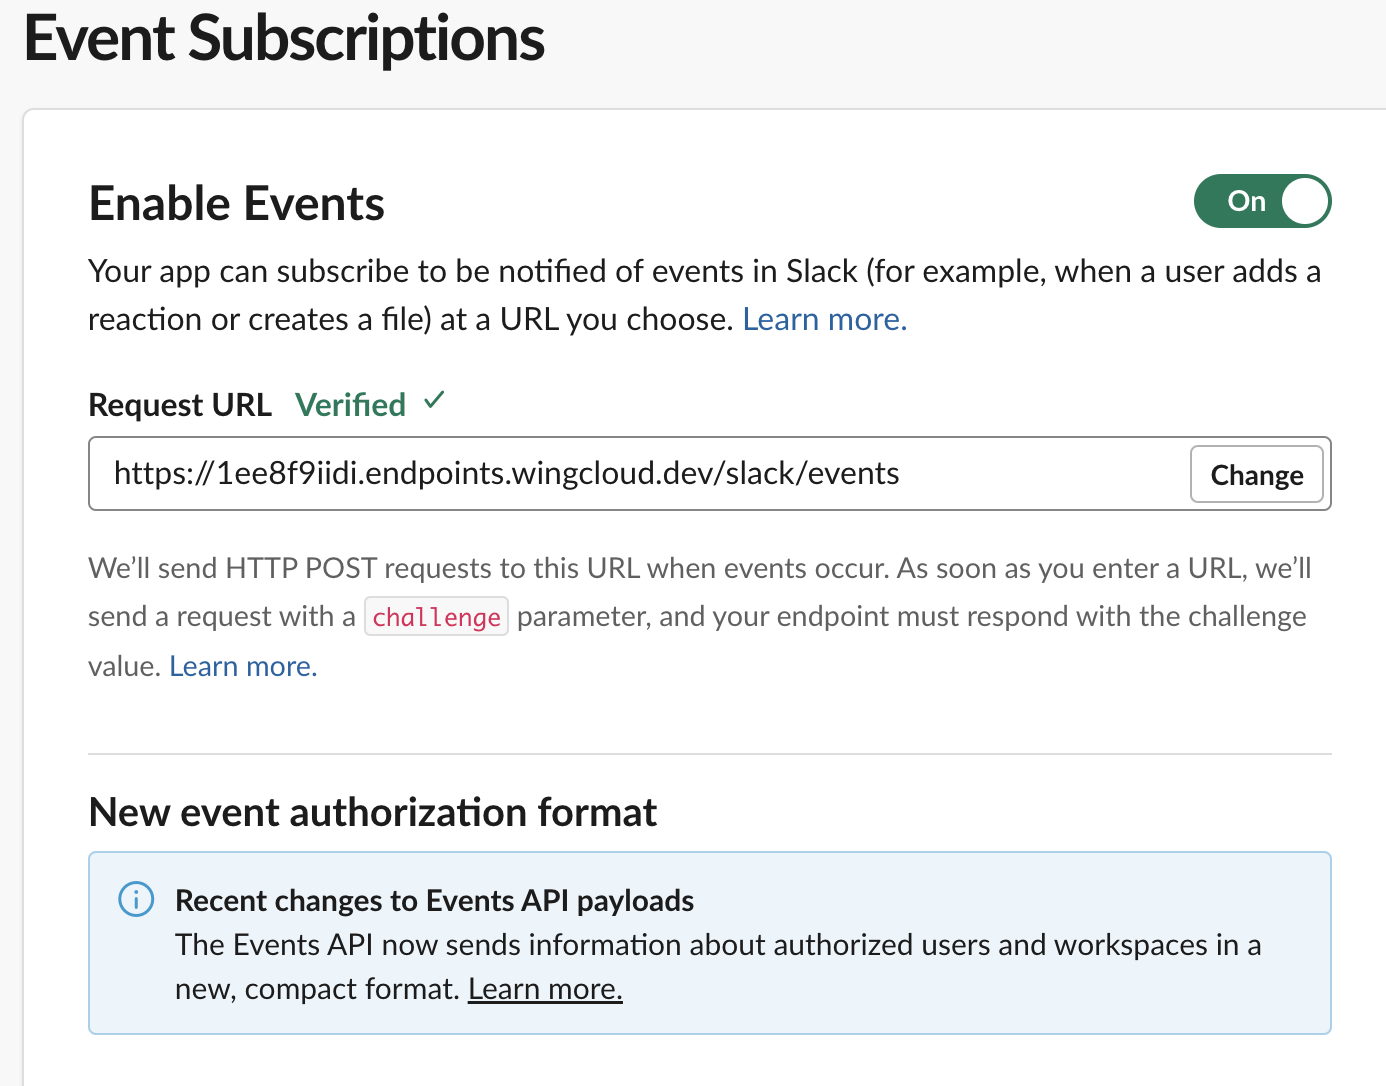 Event Subscriptions
Enable Events
On
Your app can subscribe to be notified of events in Slack (for example, when a user adds a
reaction or creates a file) at a URL you choose. Learn more.
Request URL Verified ✓
https://1ee8f9iidi.endpoints.wingcloud.dev/slack/events
Change
We’ll send HTTP POST requests to this URL when events occur. As soon as you enter a URL, we’ll
send a request with a challenge parameter, and your endpoint must respond with the challenge
value. Learn more.
New event authorization format
Recent changes to Events API payloads
The Events API now sends information about authorized users and workspaces in a
new, compact format. Learn more.